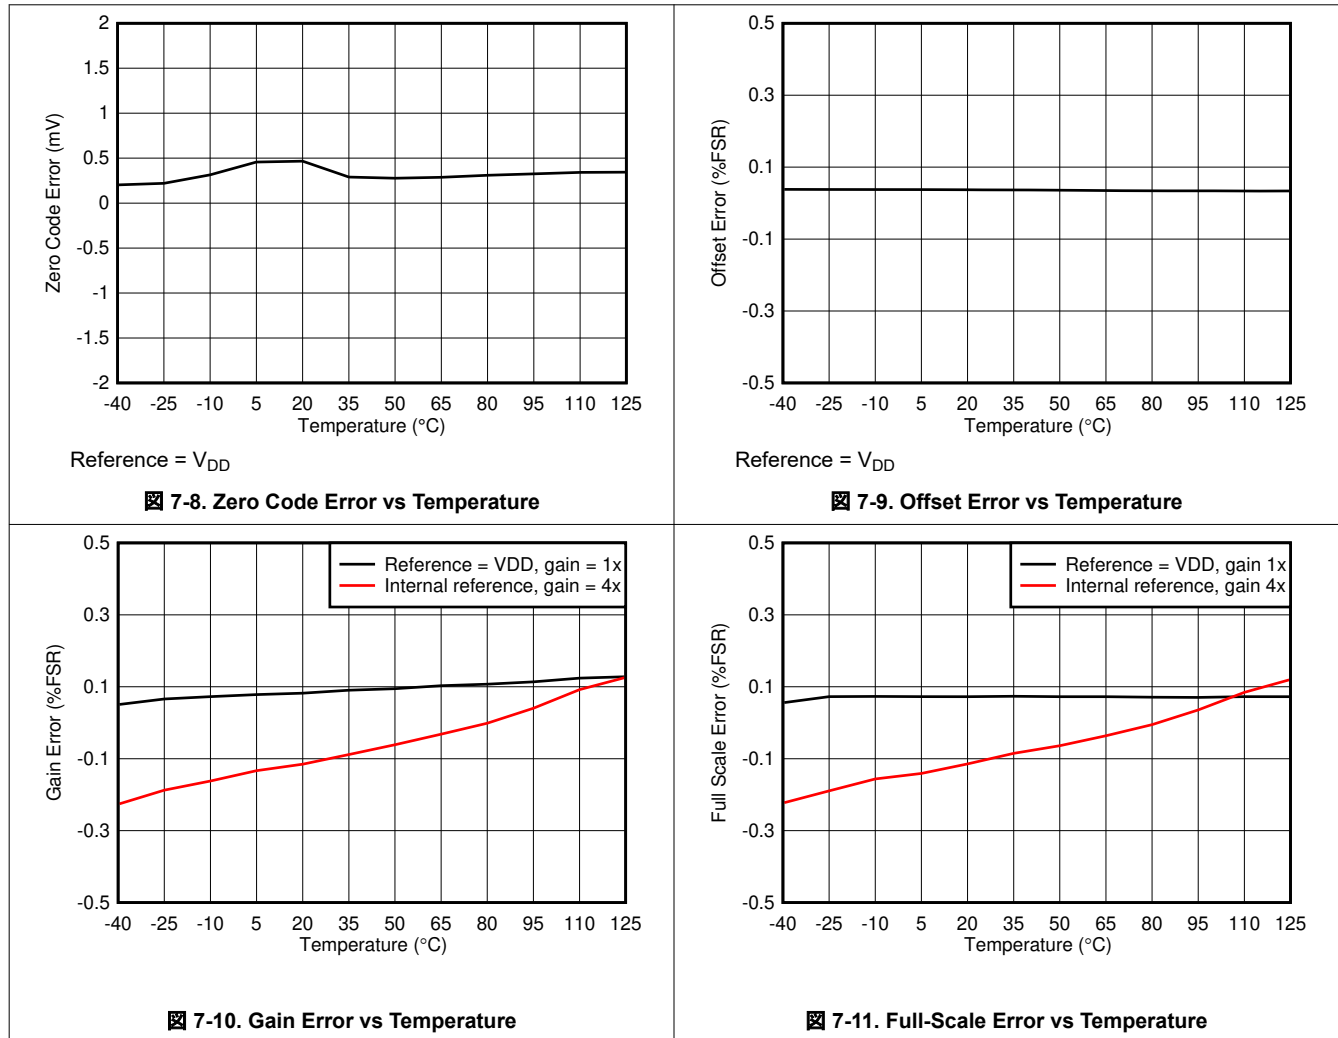 2
1.5
1
0.5
0
-0.5
-1
-1.5
-2
Zero Code Error (mV)
-40 -25 -10 5 20 35 50 65 80 95 110 125
Temperature (°C)
Reference = VDD
図 7-8. Zero Code Error vs Temperature
0.5
0.3
0.1
-0.1
-0.3
-0.5
Offset Error (%FSR)
-40 -25 -10 5 20 35 50 65 80 95 110 125
Temperature (°C)
Reference = VDD
図 7-9. Offset Error vs Temperature
0.5
0.3
0.1
-0.1
-0.3
-0.5
Gain Error (%FSR)
Reference = VDD, gain = 1x
Internal reference, gain = 4x
-40 -25 -10 5 20 35 50 65 80 95 110 125
Temperature (°C)
図 7-10. Gain Error vs Temperature
0.5
0.3
0.1
-0.1
-0.3
-0.5
Full Scale Error (%FSR)
Reference = VDD, gain 1x
Internal reference, gain 4x
-40 -25 -10 5 20 35 50 65 80 95 110 125
Temperature (°C)
図 7-11. Full-Scale Error vs Temperature